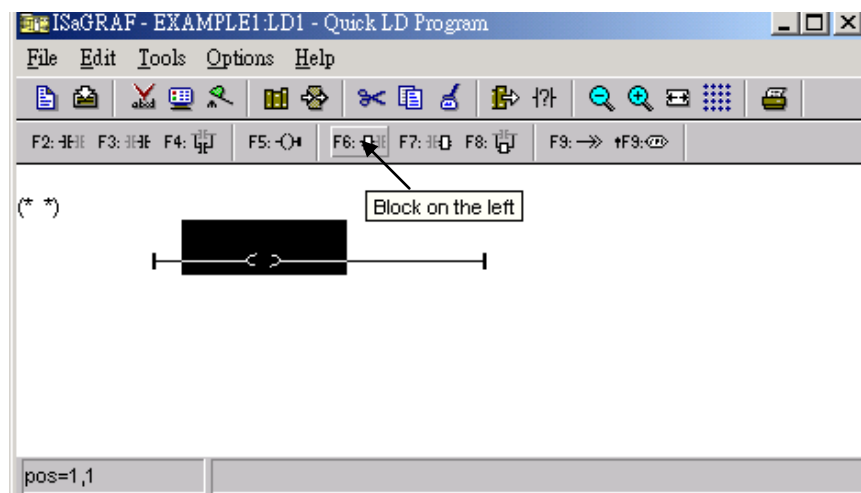 ISaGRAF - EXAMPLE1:LD1 - Quick LD Program
File Edit Tools Options Help
abcd
F2: F3: F4: F5: F6: F7: F8: F9: F9:
Block on the left
(* *)
pos=1,1